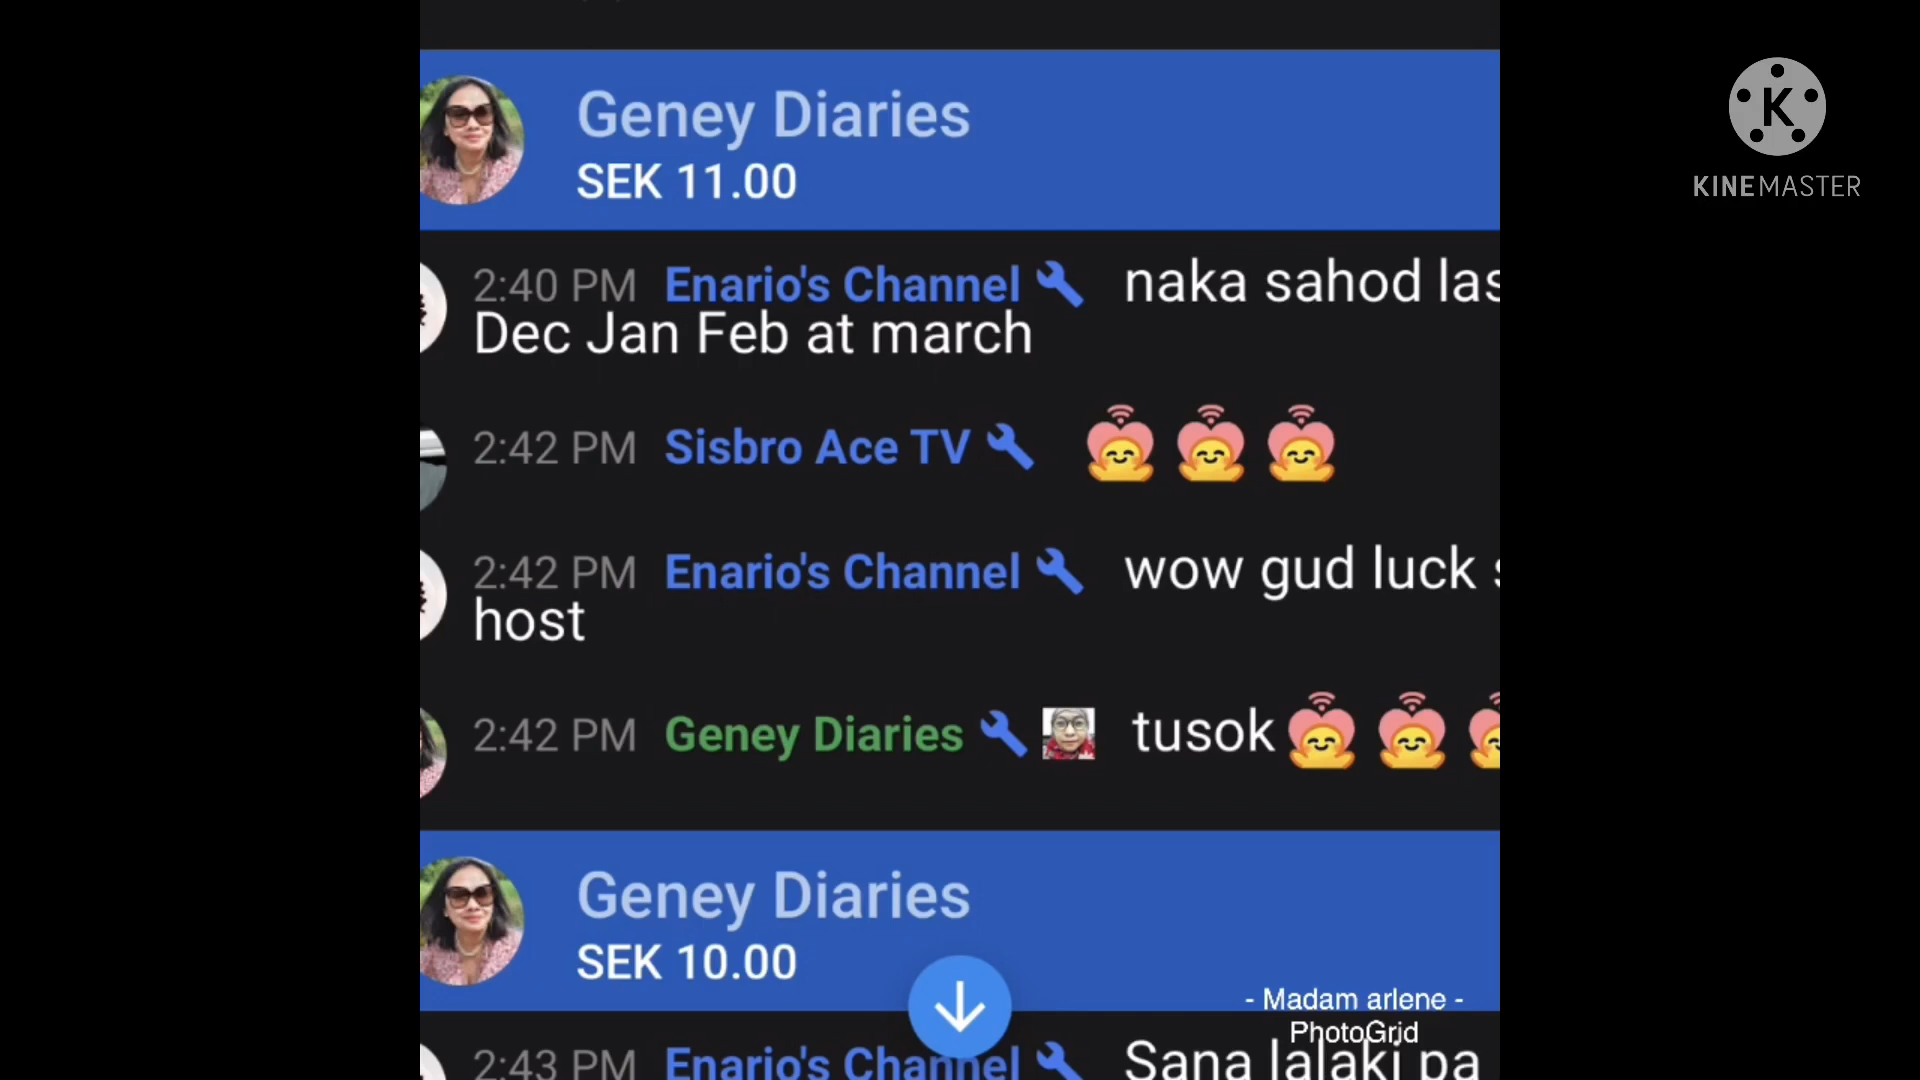 Geney Diaries
SEK 11.00
K
KINEMASTER
2:40 PM Enario's Channel naka sahod
Dec Jan Feb at march
2:42 PM Sisbro Ace TV
2:42 PM Enario's Channel wow gud luck
host
2:42 PM Geney Diaries tusok
Geney Diaries
SEK 10.00
- Madam arlene -
PhotoGrid
2:43 PM Enario's Channel Sana lalaki pa